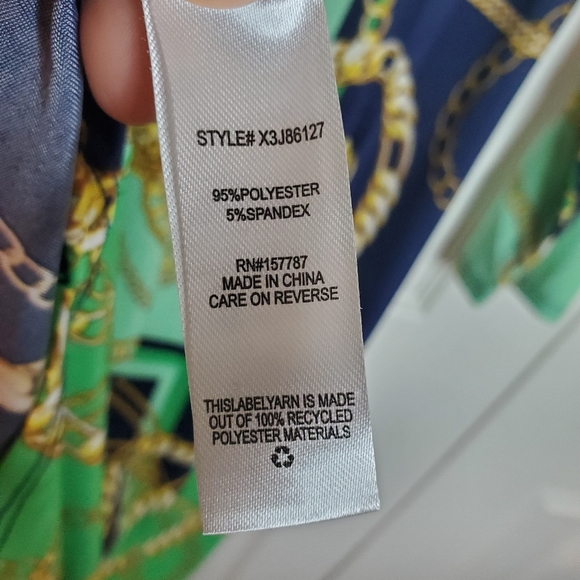 STYLE# X3J86127
95%POLYESTER
5%SPANDEX
RN#157787
MADE IN CHINA
CARE ON REVERSE
THISLABELYARN IS MADE
OUT OF 100% RECYCLED
POLYESTER MATERIALS